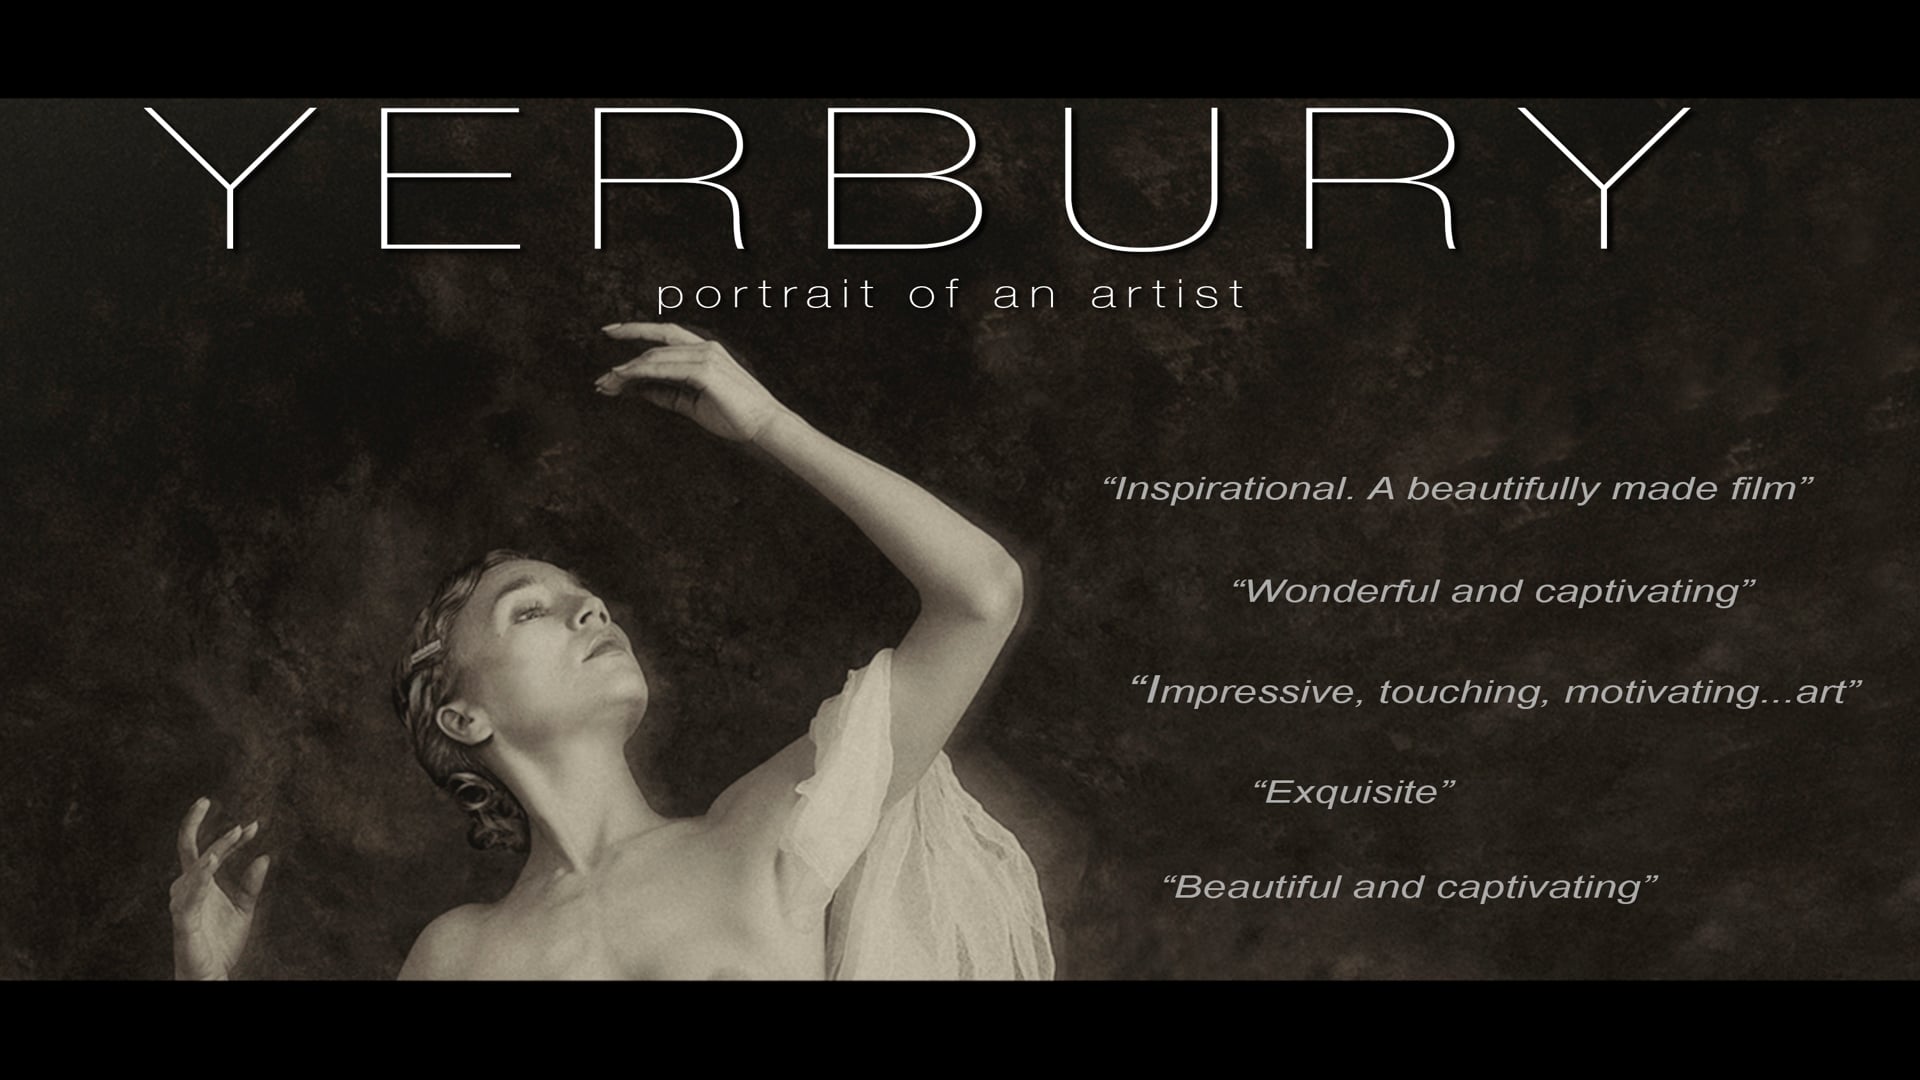 YERBURY
portrait of an artist
“Inspirational. A beautifully made film”
“Wonderful and captivating”
“Impressive, touching, motivating...art”
“Exquisite”
“Beautiful and captivating”